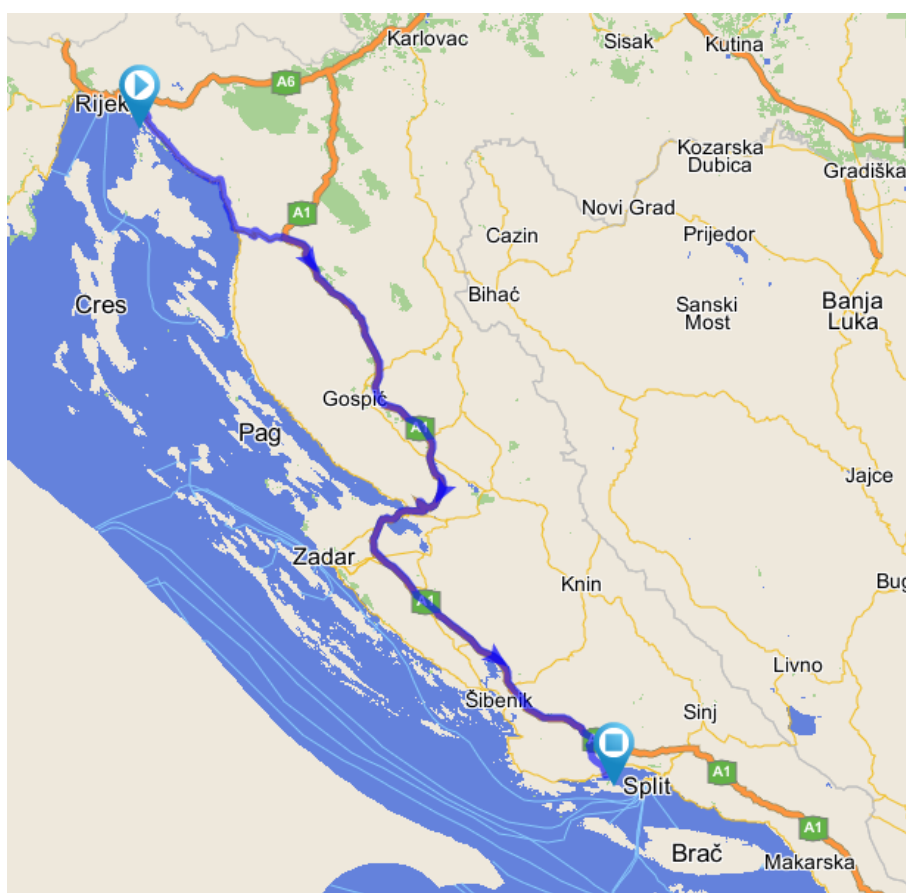 Karlovac
Sisak
Kutina
A6
Rijek
Kozarska
Dubica
Gradiška
A1
Novi Grad
Cazin
Prijedor
Bihać
Cres
Sanski
Most
Banja
Luka
Gospić
Pag
Jajce
Zadar
Knin
Bug
A1
Livno
Šibenik
Sinj
A1
Split
A1
Brač
Makarska